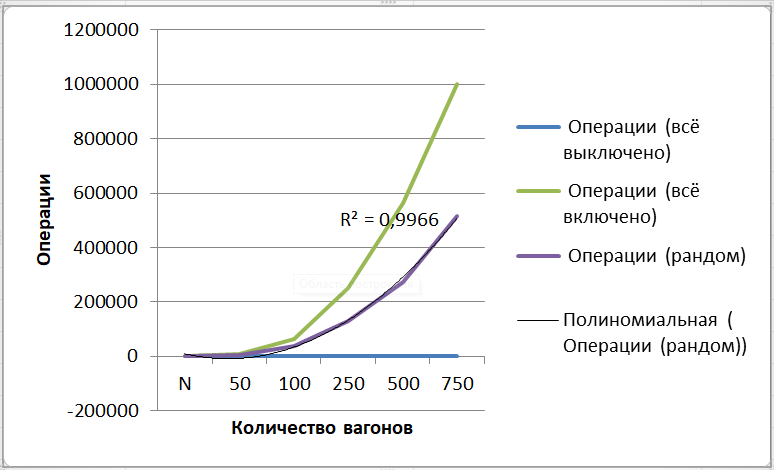 1200000
1000000
800000
600000
400000
200000
0
-200000
Операции
R² = 0,9966
N 50 100 250 500 750
Количество вагонов
Операции (всё
выключено)
Операции (всё
включено)
Операции (рандом)
Полиномиальная (
Операции (рандом))